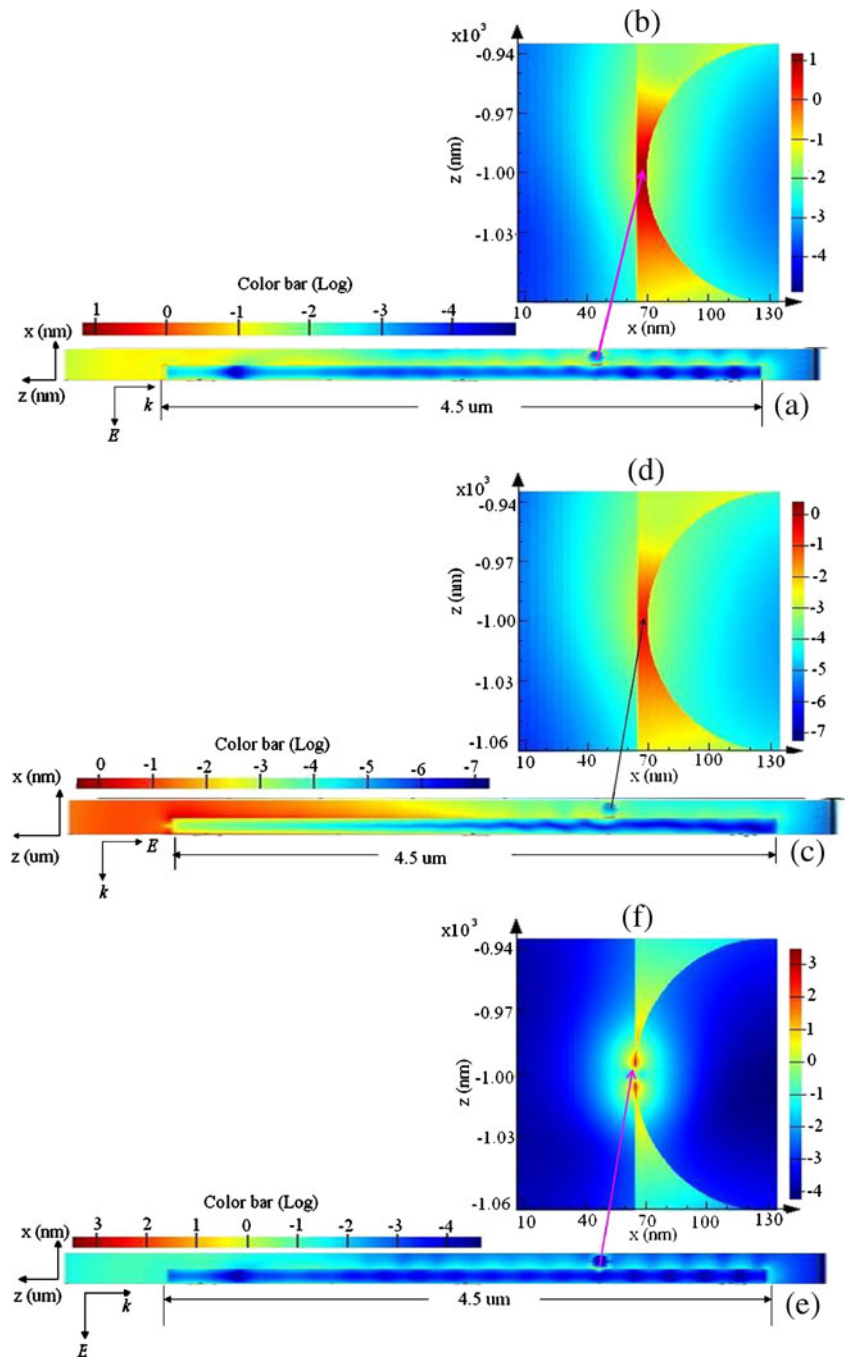 (b)
x10³
-0.94
-0.97
-1.00
-1.03
z (nm)
10 40 70 100 130
x (nm)
1
0
-1
-2
-3
-4
Color bar (Log)
1 0 -1 -2 -3 -4
x (nm)
z (nm)
k
E
4.5 um
(a)
(d)
x10³
-0.94
-0.97
-1.00
-1.03
-1.06
z (nm)
10 40 70 100 130
x (nm)
0
-1
-2
-3
-4
-5
-6
-7
Color bar (Log)
0 -1 -2 -3 -4 -5 -6 -7
x (nm)
z (um)
E
k
4.5 um
(c)
(f)
x10³
-0.94
-0.97
-1.00
-1.03
-1.06
z (nm)
10 40 70 100 130
x (nm)
3
2
1
0
-1
-2
-3
-4
Color bar (Log)
3 2 1 0 -1 -2 -3 -4
x (nm)
z (um)
k
E
4.5 um
(e)